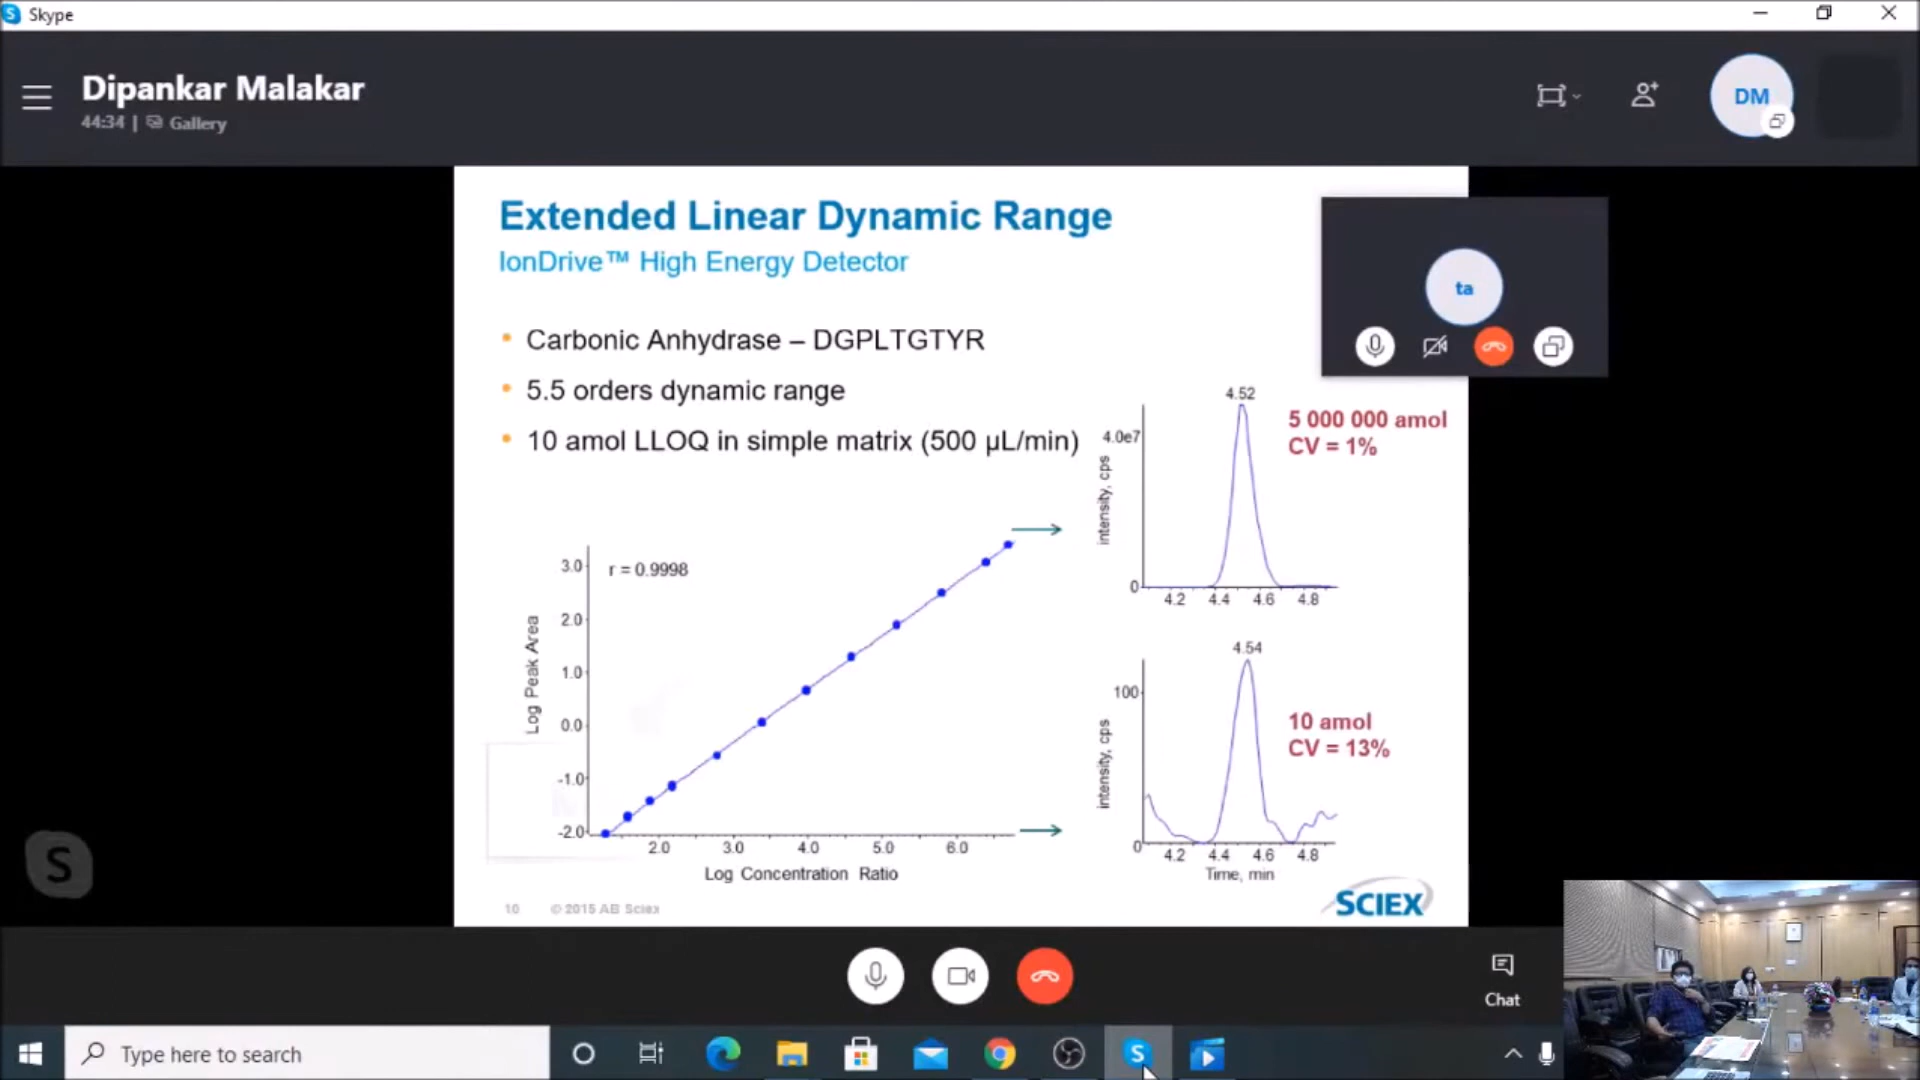 Skype
Dipankar Malakar
44:34 | Gallery
DM
Extended Linear Dynamic Range
IonDrive™ High Energy Detector
ta
• Carbonic Anhydrase – DGPLTGTYR
• 5.5 orders dynamic range
• 10 amol LLOQ in simple matrix (500 µL/min)
4.52
5 000 000 amol
CV = 1%
4.0e7
intensity, cps
0
4.2 4.4 4.6 4.8
r = 0.9998
3.0
2.0
1.0
0.0
-1.0
-2.0
Log Peak Area
2.0 3.0 4.0 5.0 6.0
Log Concentration Ratio
4.54
100
10 amol
CV = 13%
intensity, cps
0
4.2 4.4 4.6 4.8
Time, min
10 © 2015 AB Sciex
SCIEX
S
Chat
Type here to search
S